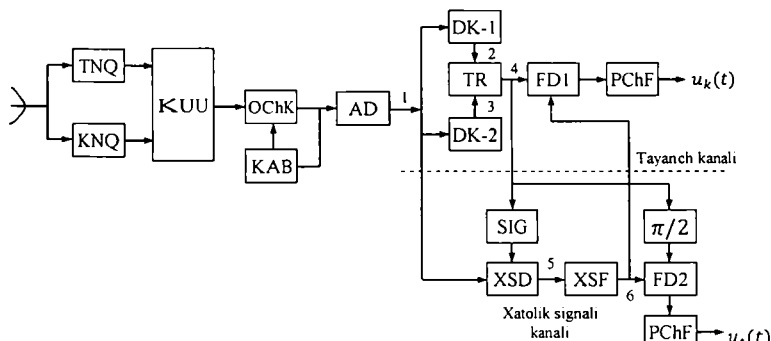 DK-1
TNQ
2
TR
4
FD1
PChF
u_k(t)
KUU
OChK
AD
1
3
KNQ
DK-2
KAB
Tayanch kanali
SIG
π/2
XSD
5
XSF
6
FD2
Xatolik signali
kanali
PChF